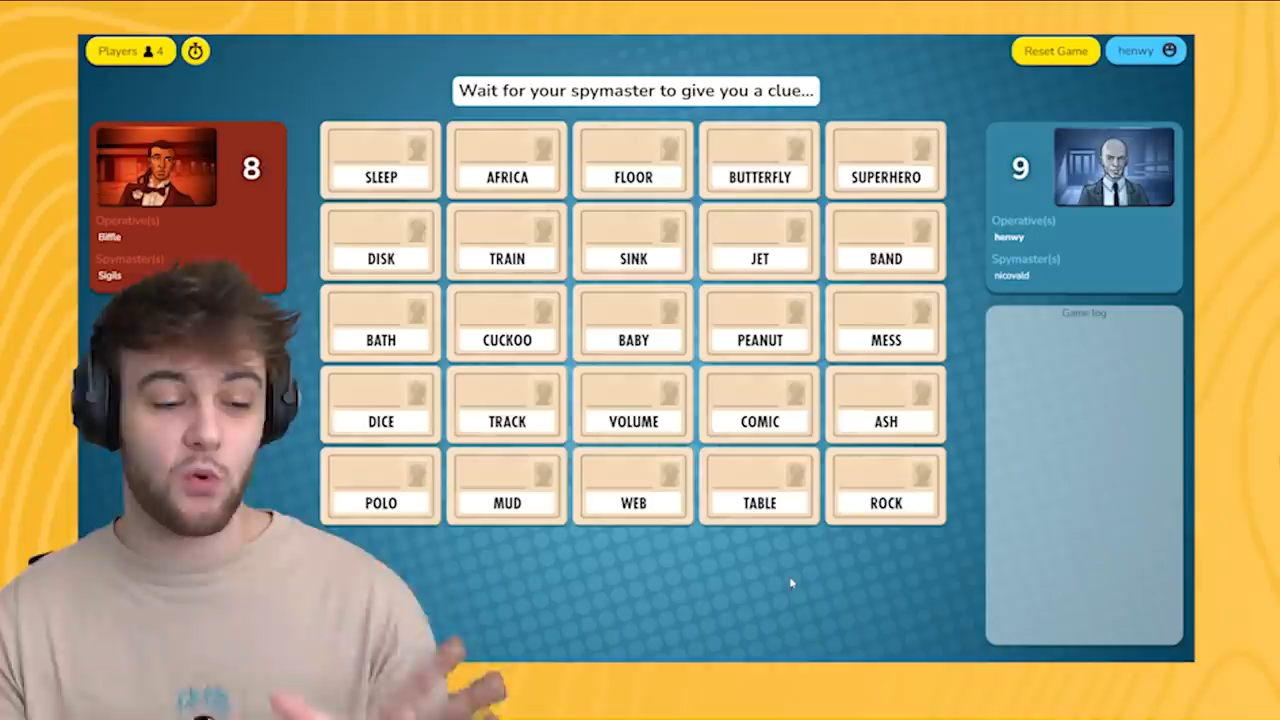 Players 4
Reset Game
henwy
Wait for your spymaster to give you a clue...
8
Operative(s)
Biffle
Spymaster(s)
Sigils
SLEEP
AFRICA
FLOOR
BUTTERFLY
SUPERHERO
DISK
TRAIN
SINK
JET
BAND
BATH
CUCKOO
BABY
PEANUT
MESS
DICE
TRACK
VOLUME
COMIC
ASH
POLO
MUD
WEB
TABLE
ROCK
9
Operative(s)
henwy
Spymaster(s)
nicovald
Game log